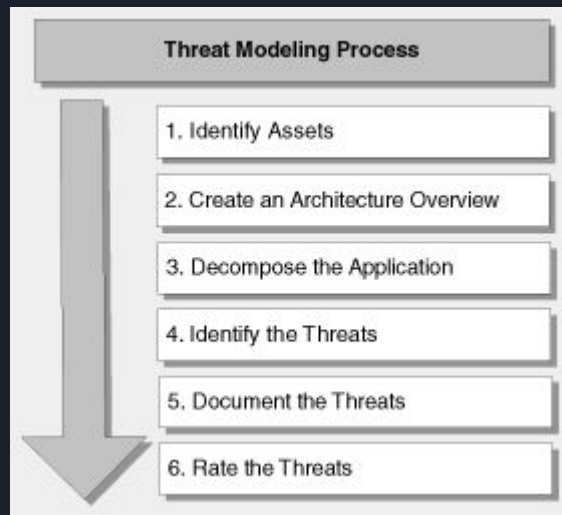 Threat Modeling Process
1. Identify Assets
2. Create an Architecture Overview
3. Decompose the Application
4. Identify the Threats
5. Document the Threats
6. Rate the Threats